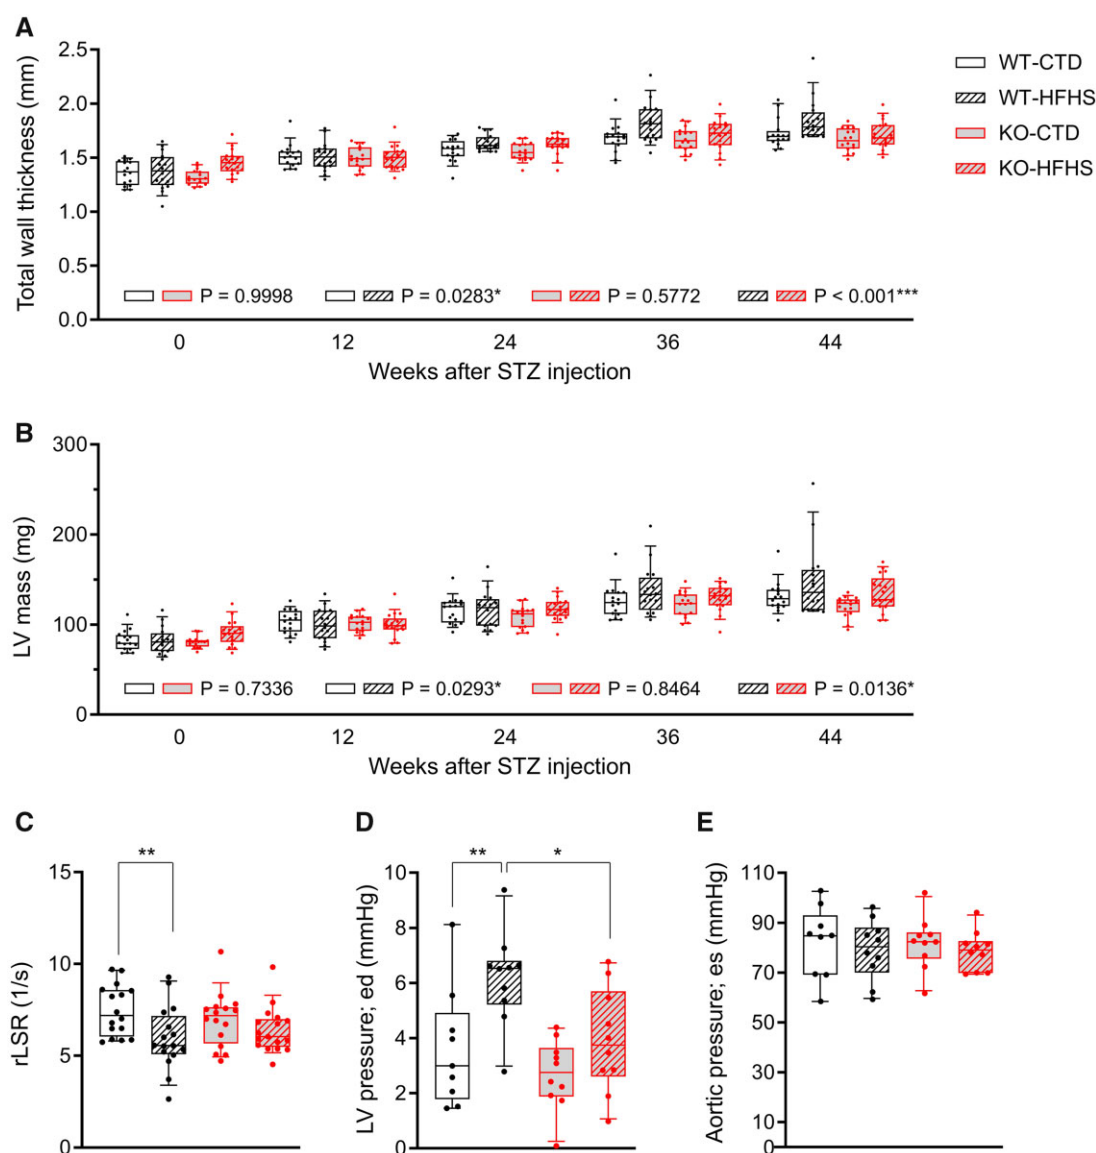 A
Total wall thickness (mm)
2.5
2.0
1.5
1.0
0.5
0.0
P = 0.9998
P = 0.0283*
P = 0.5772
P < 0.001***
0
12
24
36
44
Weeks after STZ injection
WT-CTD
WT-HFHS
KO-CTD
KO-HFHS
B
LV mass (mg)
300
200
100
0
P = 0.7336
P = 0.0293*
P = 0.8464
P = 0.0136*
0
12
24
36
44
Weeks after STZ injection
C
rLSR (1/s)
15
10
5
0
**
D
LV pressure; ed (mmHg)
10
8
6
4
2
0
**
*
E
Aortic pressure; es (mmHg)
110
90
70
50
30
10
0